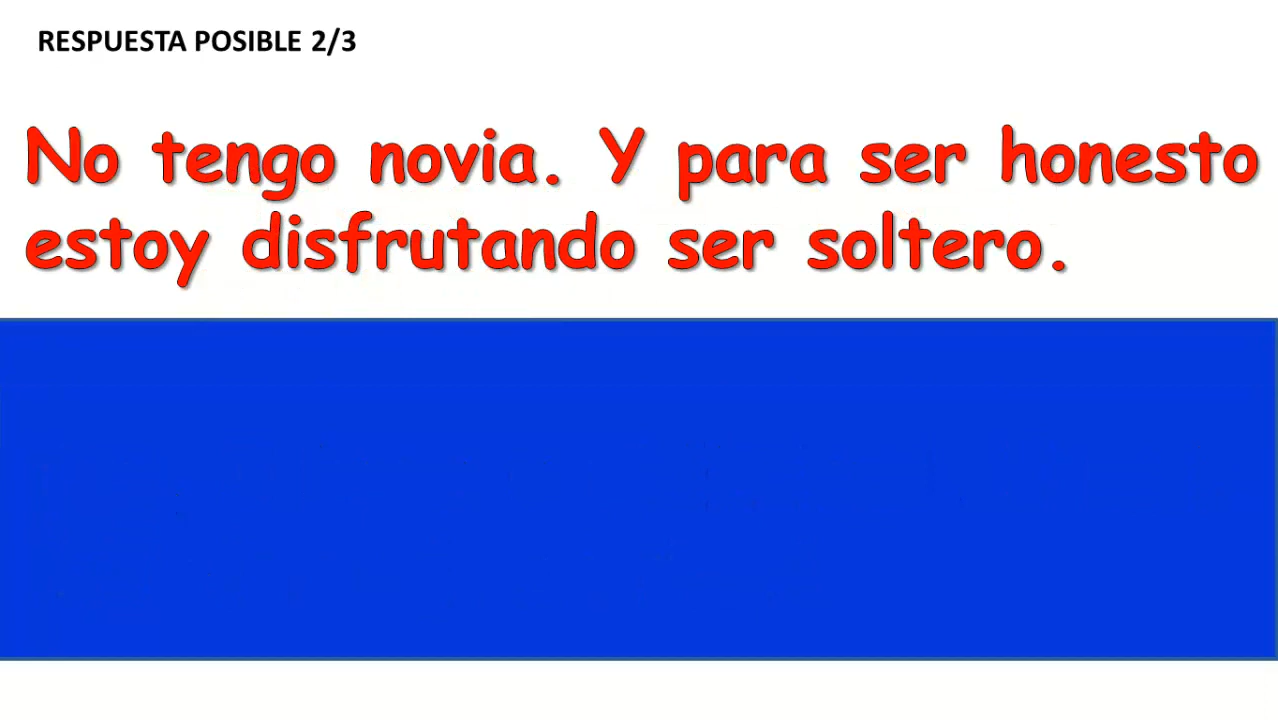 RESPUESTA POSIBLE 2/3
No tengo novia. Y para ser honesto
estoy disfrutando ser soltero.